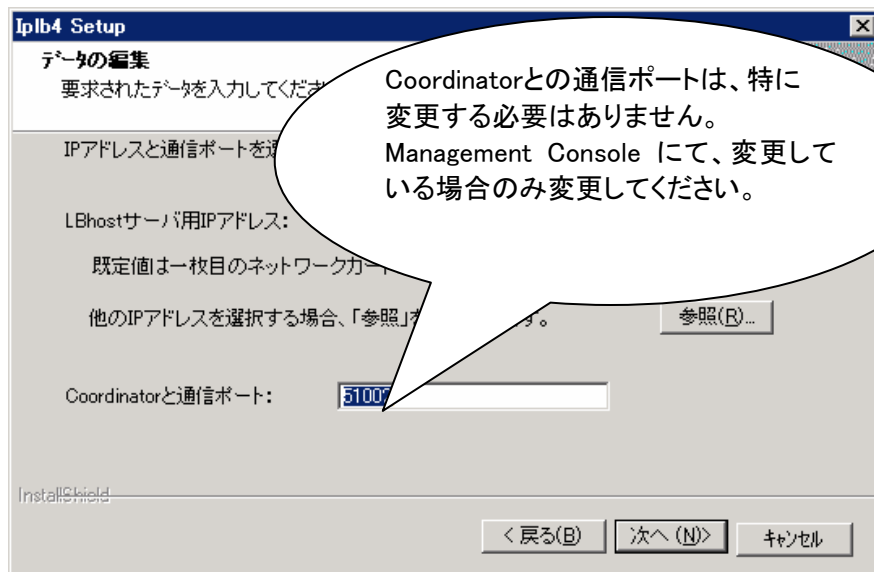 Iplb4 Setup
データの編集
要求されたデータを入力してくださ
Coordinatorとの通信ポートは、特に
変更する必要はありません。
Management Console にて、変更して
いる場合のみ変更してください。
IPアドレスと通信ポートを選
LBhostサーバ用IPアドレス:
既定値は一枚目のネットワークカード
他のIPアドレスを選択する場合、「参照」を す。
参照(R)...
Coordinatorと通信ポート:
51002
InstallShield
< 戻る(B)
次へ (N)>
キャンセル